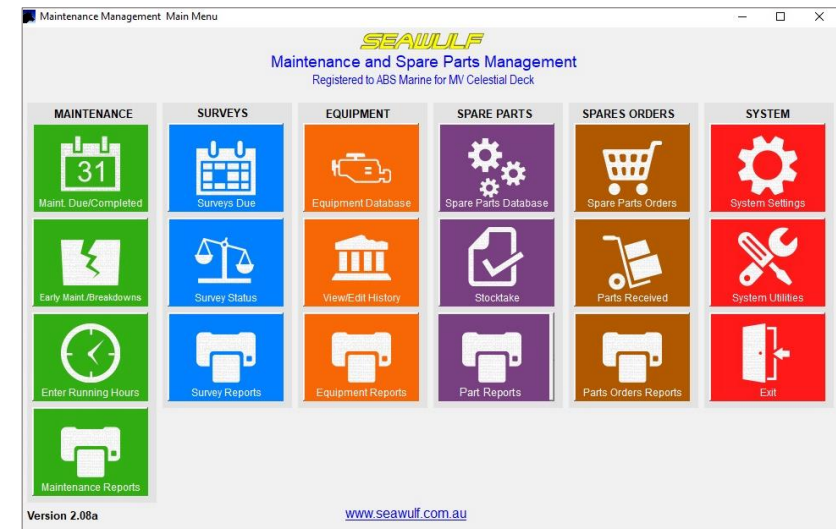 Maintenance Management Main Menu
SEAWULF
Maintenance and Spare Parts Management
Registered to ABS Marine for MV Celestial Deck
MAINTENANCE
SURVEYS
EQUIPMENT
SPARE PARTS
SPARES ORDERS
SYSTEM
31
Maint. Due/Completed
Surveys Due
Equipment Database
Spare Parts Database
Spare Parts Orders
System Settings
Early Maint./Breakdowns
Survey Status
View/Edit History
Stocktake
Parts Received
System Utilities
Enter Running Hours
Survey Reports
Equipment Reports
Part Reports
Parts Orders Reports
Exit
Maintenance Reports
Version 2.08a
www.seawulf.com.au